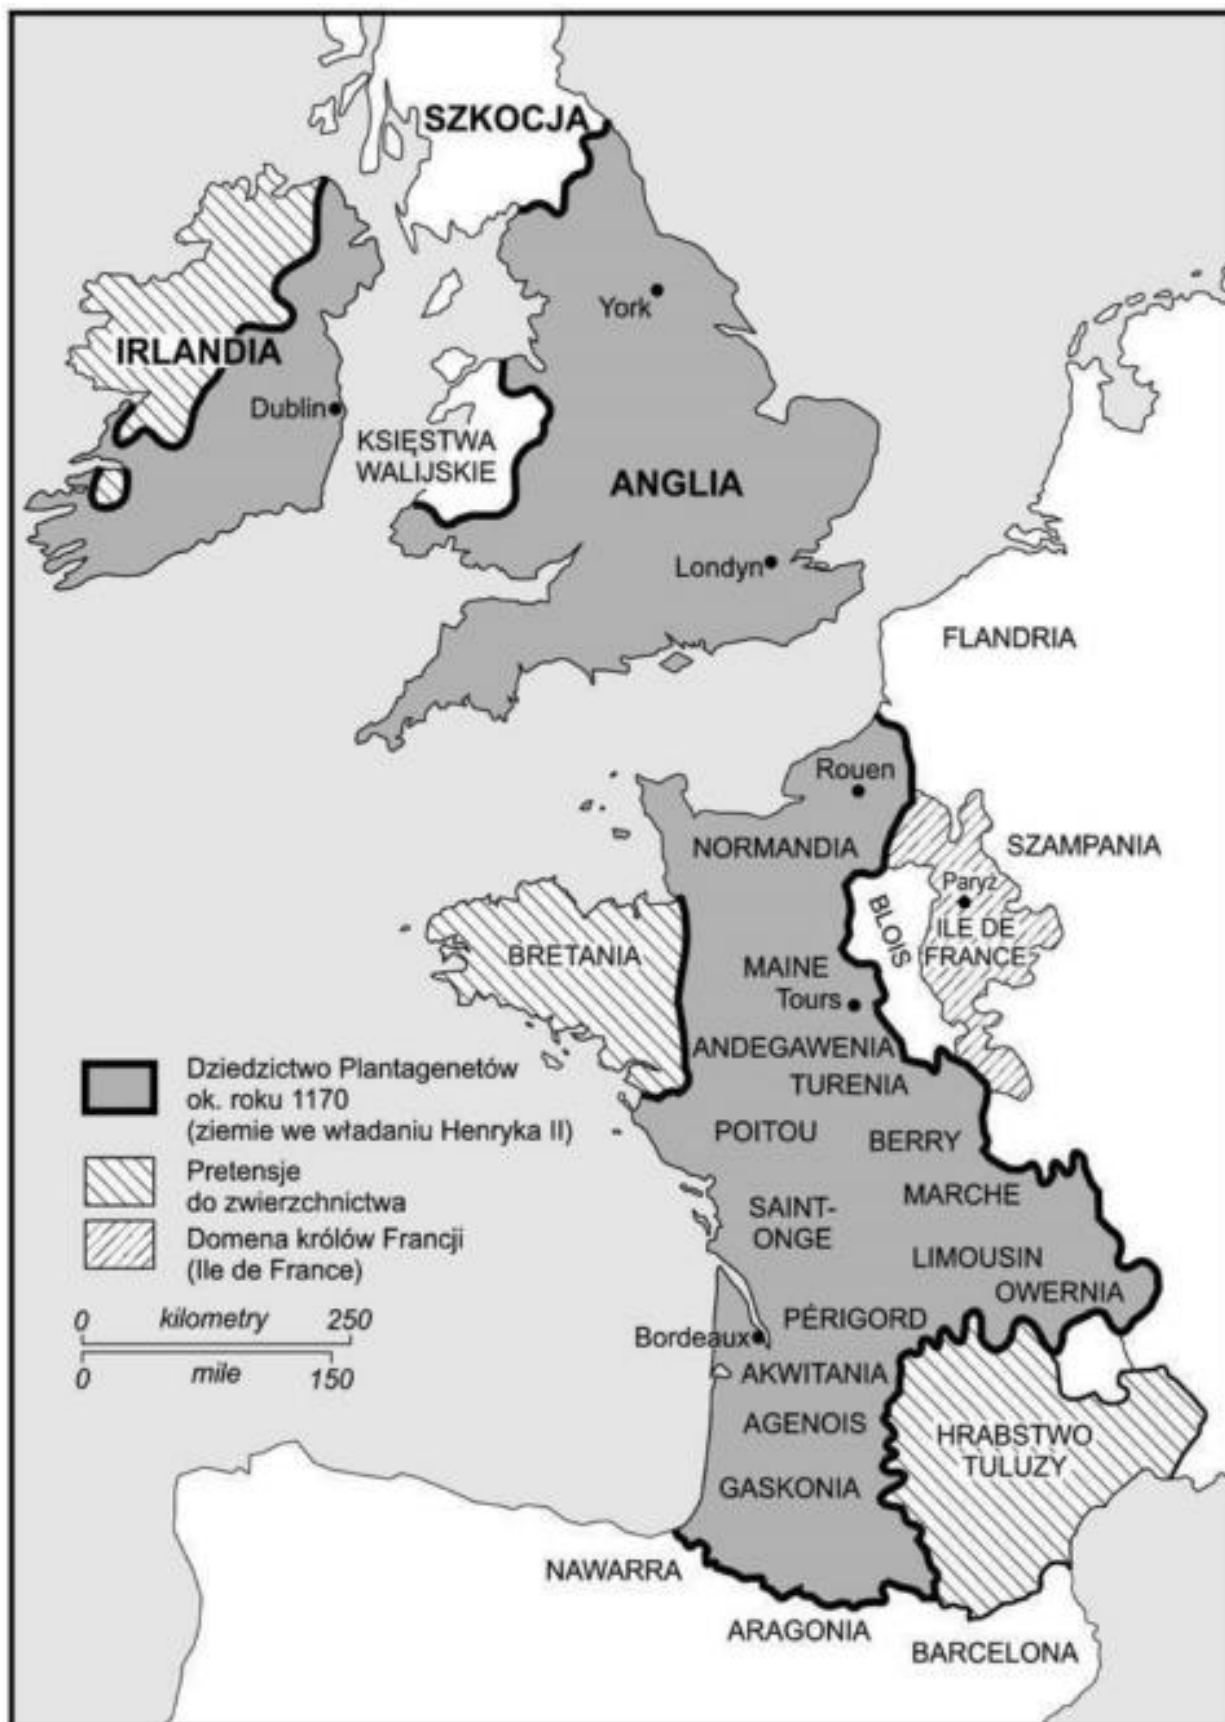 SZKOCJA
York
IRLANDIA
Dublin
KSIĘSTWA
WALIJSKIE
ANGLIA
Londyn
FLANDRIA
Rouen
NORMANDIA
SZAMPANIA
Paryż
BLOIS
ILE DE
FRANCE
BRETANIA
MAINE
Tours
ANDEGAWENIA
TURENIA
POITOU
BERRY
MARCHE
SAINT-
ONGE
LIMOUSIN
OWERNIA
PÉRIGORD
Bordeaux
AKWITANIA
AGENOIS
HRABSTWO
TULUZY
GASKONIA
NAWARRA
ARAGONIA
BARCELONA
Dziedzictwo Plantagenetów
ok. roku 1170
(ziemie we władaniu Henryka II)
Pretensje
do zwierzchnictwa
Domena królów Francji
(Ile de France)
0 kilometry 250
0 mile 150